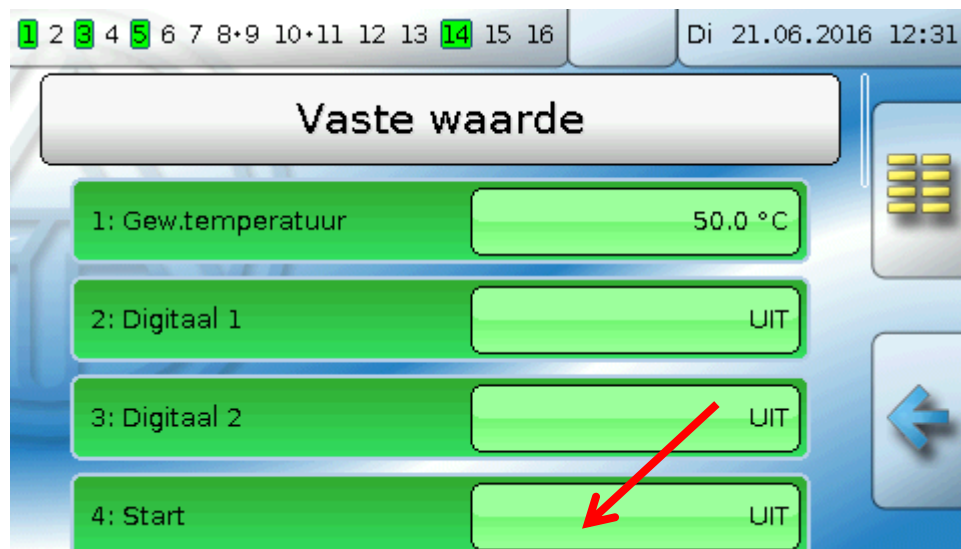 1 2 3 4 5 6 7 8•9 10•11 12 13 14 15 16 Di 21.06.2016 12:31
Vaste waarde
1: Gew.temperatuur 50.0 °C
2: Digitaal 1 UIT
3: Digitaal 2 UIT
4: Start UIT